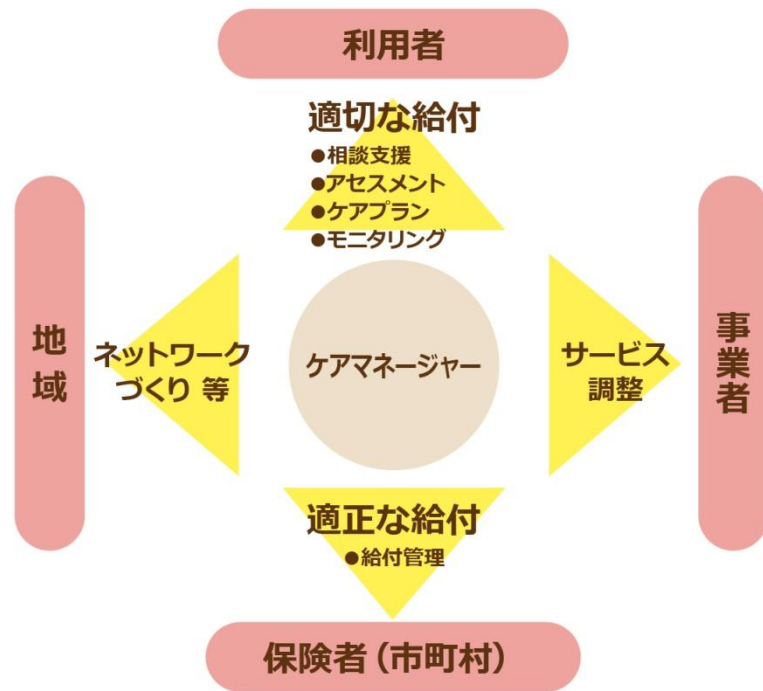 利用者
適切な給付
●相談支援
●アセスメント
●ケアプラン
●モニタリング
地域
ネットワーク
づくり 等
ケアマネージャー
サービス
調整
事業者
適正な給付
●給付管理
保険者（市町村）